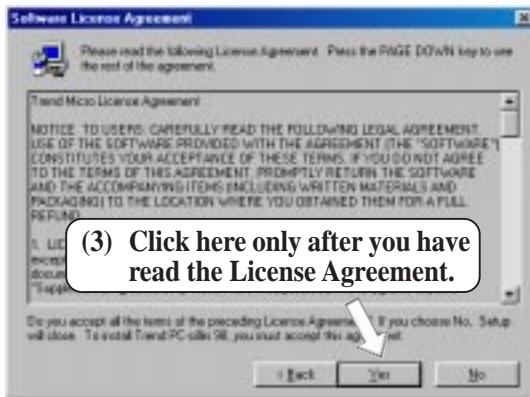 Software License Agreement
Please read the following License Agreement. Press the PAGE DOWN key to see
the rest of the agreement.
Trend Micro License Agreement
NOTICE TO USERS: CAREFULLY READ THE FOLLOWING LEGAL AGREEMENT.
USE OF THE SOFTWARE PROVIDED WITH THE AGREEMENT (THE "SOFTWARE")
CONSTITUTES YOUR ACCEPTANCE OF THESE TERMS. IF YOU DO NOT AGREE
TO THE TERMS OF THIS AGREEMENT, PROMPTLY RETURN THE SOFTWARE
AND THE ACCOMPANYING ITEMS (INCLUDING WRITTEN MATERIALS AND
PACKAGING) TO THE LOCATION WHERE YOU OBTAINED THEM FOR A FULL
REFUND.
(3) Click here only after you have
read the License Agreement.
1. LIC
except
docum
Do you accept all the terms of the preceding License Agreeme If you choose No, Setup
will close. To install Trend PC-cillin 98, you must accept this ag
< Back
Yes
No